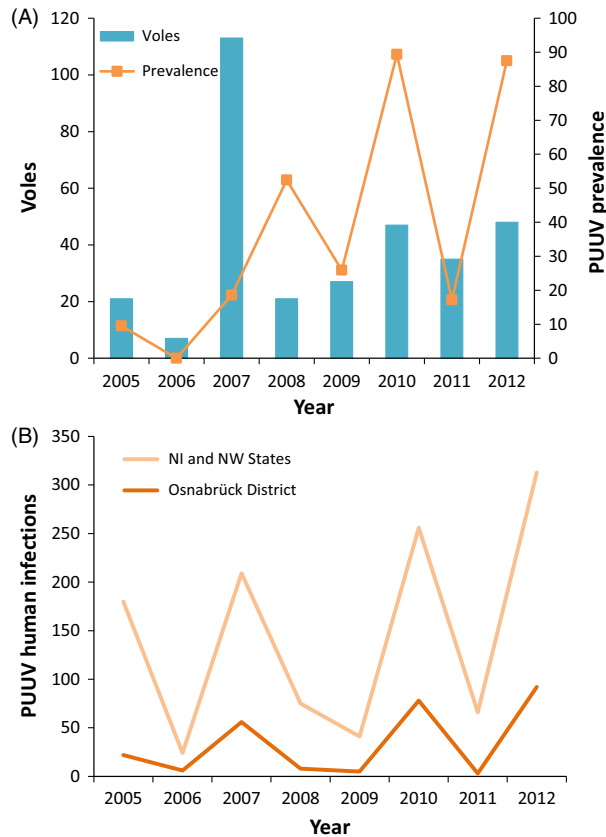 (A)
120
100
80
60
40
20
0
Voles
Voles
Prevalence
100
90
80
70
60
50
40
30
20
10
0
PUUV prevalence
2005 2006 2007 2008 2009 2010 2011 2012
Year
(B)
350
300
250
200
150
100
50
0
PUUV human infections
NI and NW States
Osnabrück District
2005 2006 2007 2008 2009 2010 2011 2012
Year